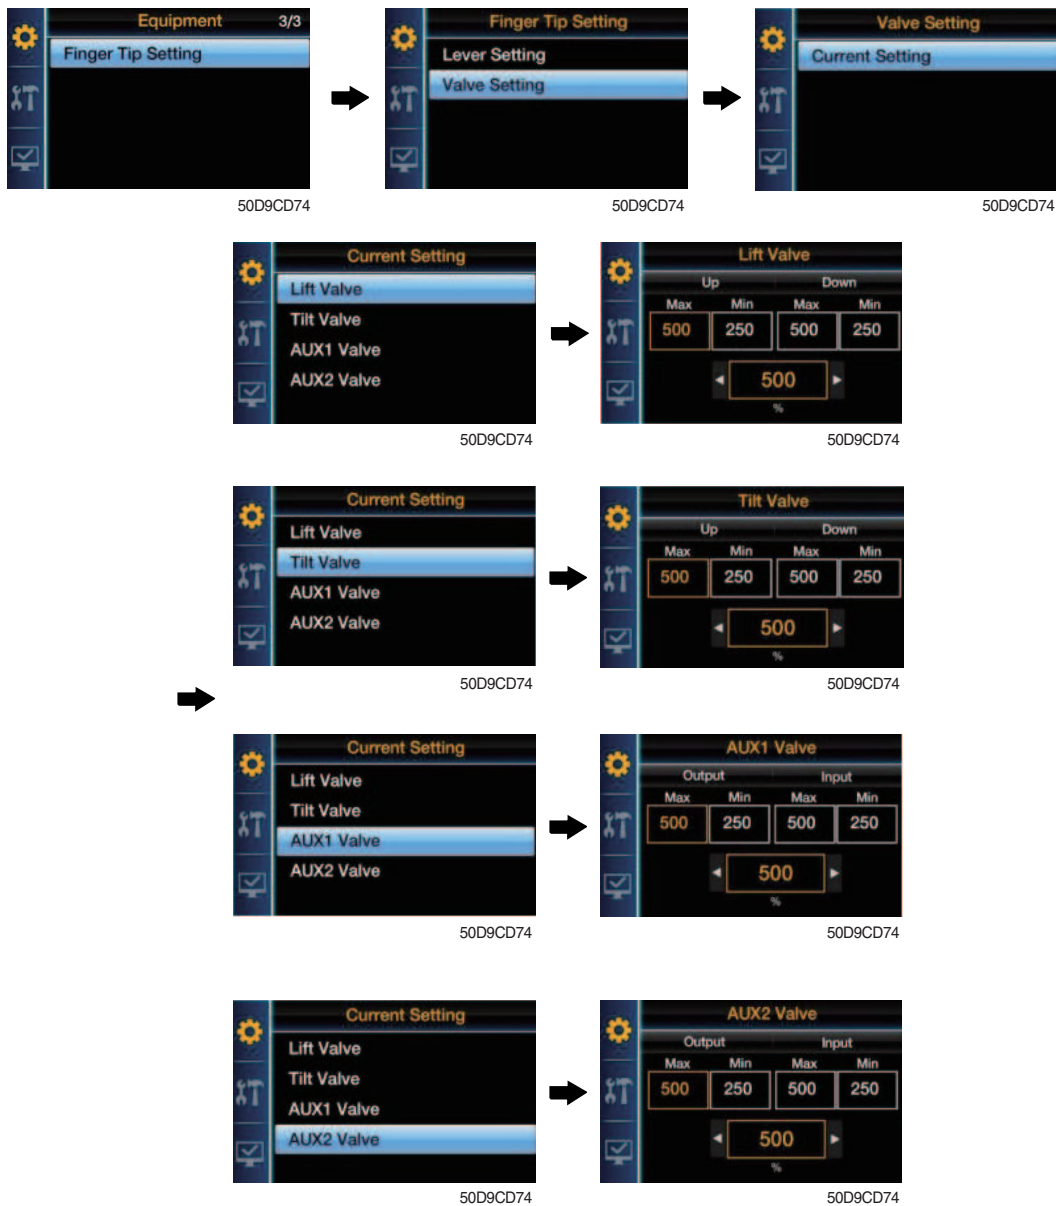 Equipment 3/3
Finger Tip Setting
50D9CD74
Finger Tip Setting
Lever Setting
Valve Setting
50D9CD74
Valve Setting
Current Setting
50D9CD74
Current Setting
Lift Valve
Tilt Valve
AUX1 Valve
AUX2 Valve
50D9CD74
Lift Valve
Up Down
Max Min Max Min
500 250 500 250
500
%
50D9CD74
Current Setting
Lift Valve
Tilt Valve
AUX1 Valve
AUX2 Valve
50D9CD74
Tilt Valve
Up Down
Max Min Max Min
500 250 500 250
500
%
50D9CD74
Current Setting
Lift Valve
Tilt Valve
AUX1 Valve
AUX2 Valve
50D9CD74
AUX1 Valve
Output Input
Max Min Max Min
500 250 500 250
500
%
50D9CD74
Current Setting
Lift Valve
Tilt Valve
AUX1 Valve
AUX2 Valve
50D9CD74
AUX2 Valve
Output Input
Max Min Max Min
500 250 500 250
500
%
50D9CD74